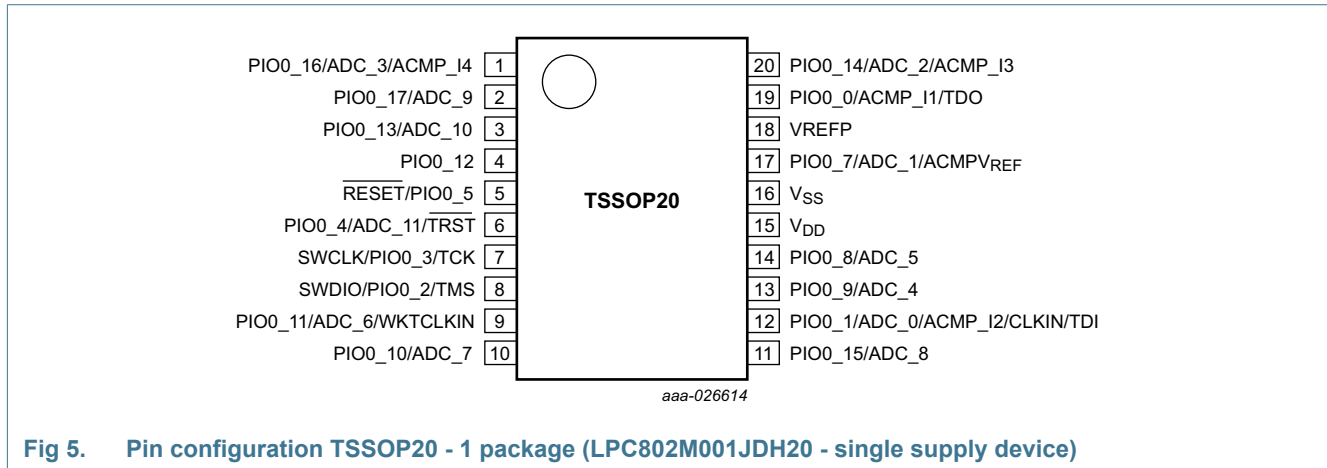 PIO0_16/ADC_3/ACMP_I4 1
PIO0_17/ADC_9 2
PIO0_13/ADC_10 3
PIO0_12 4
RESET/PIO0_5 5
PIO0_4/ADC_11/TRST 6
SWCLK/PIO0_3/TCK 7
SWDIO/PIO0_2/TMS 8
PIO0_11/ADC_6/WKTCLKIN 9
PIO0_10/ADC_7 10
TSSOP20
20 PIO0_14/ADC_2/ACMP_I3
19 PIO0_0/ACMP_I1/TDO
18 VREFP
17 PIO0_7/ADC_1/ACMPVREF
16 VSS
15 VDD
14 PIO0_8/ADC_5
13 PIO0_9/ADC_4
12 PIO0_1/ADC_0/ACMP_I2/CLKIN/TDI
11 PIO0_15/ADC_8
aaa-026614
Fig 5. Pin configuration TSSOP20 - 1 package (LPC802M001JDH20 - single supply device)